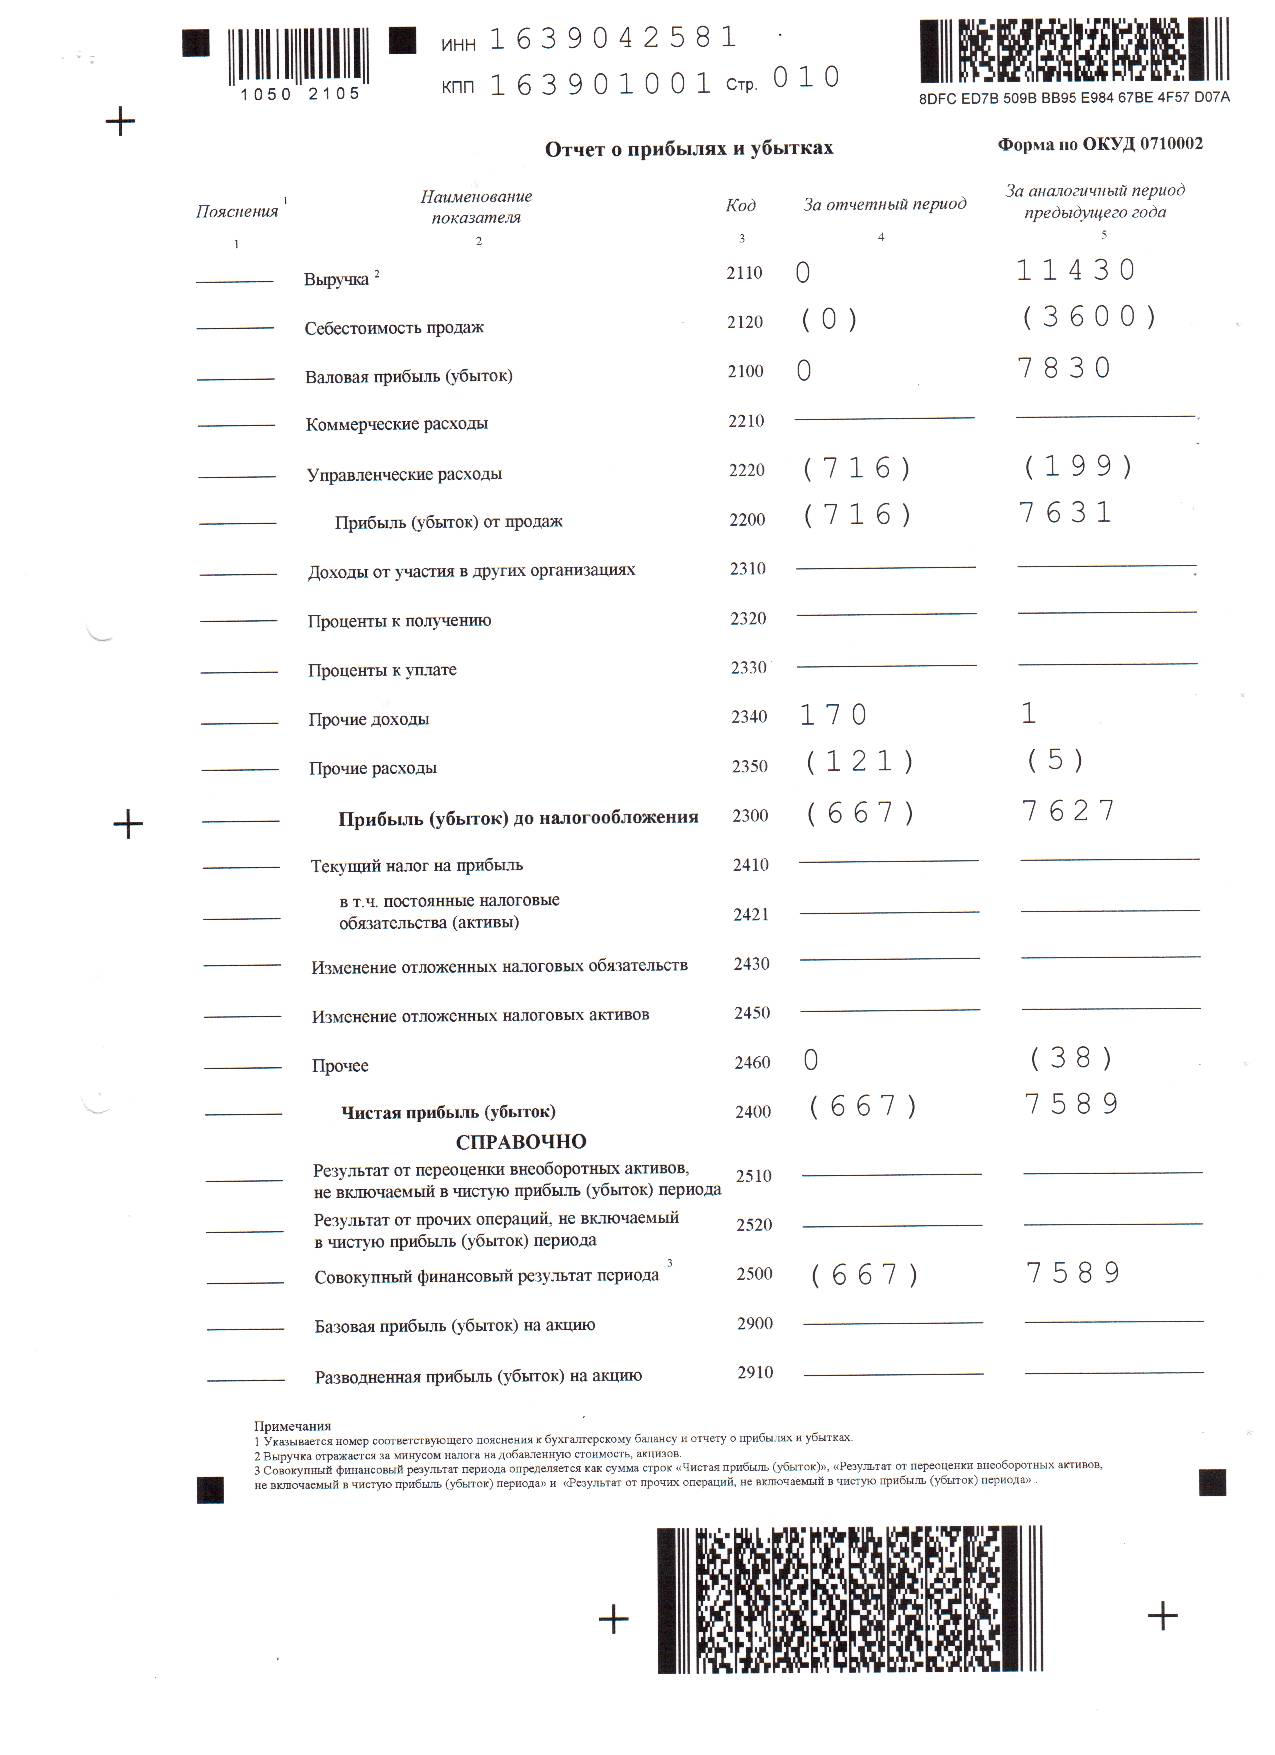 ИНН 1639042581
1050 2105
КПП 163901001 Стр. 010
8DFC ED7B 509B BB95 E984 67BE 4F57 D07A
Отчет о прибылях и убытках
Форма по ОКУД 0710002
Пояснения 1
Наименование
показателя
Код
За отчетный период
За аналогичный период
предыдущего года
1 2 3 4 5
Выручка 2 2110 0 11430
Себестоимость продаж 2120 (0) (3600)
Валовая прибыль (убыток) 2100 0 7830
Коммерческие расходы 2210
Управленческие расходы 2220 (716) (199)
Прибыль (убыток) от продаж 2200 (716) 7631
Доходы от участия в других организациях 2310
Проценты к получению 2320
Проценты к уплате 2330
Прочие доходы 2340 170 1
Прочие расходы 2350 (121) (5)
Прибыль (убыток) до налогообложения 2300 (667) 7627
Текущий налог на прибыль 2410
в т.ч. постоянные налоговые
обязательства (активы) 2421
Изменение отложенных налоговых обязательств 2430
Изменение отложенных налоговых активов 2450
Прочее 2460 0 (38)
Чистая прибыль (убыток) 2400 (667) 7589
СПРАВОЧНО
Результат от переоценки внеоборотных активов,
не включаемый в чистую прибыль (убыток) периода 2510
Результат от прочих операций, не включаемый
в чистую прибыль (убыток) периода 2520
Совокупный финансовый результат периода 3 2500 (667) 7589
Базовая прибыль (убыток) на акцию 2900
Разводненная прибыль (убыток) на акцию 2910
Примечания
1 Указывается номер соответствующего пояснения к бухгалтерскому балансу и отчету о прибылях и убытках.
2 Выручка отражается за минусом налога на добавленную стоимость, акцизов.
3 Совокупный финансовый результат периода определяется как сумма строк «Чистая прибыль (убыток)», «Результат от переоценки внеоборотных активов,
не включаемый в чистую прибыль (убыток) периода» и «Результат от прочих операций, не включаемый в чистую прибыль (убыток) периода» .